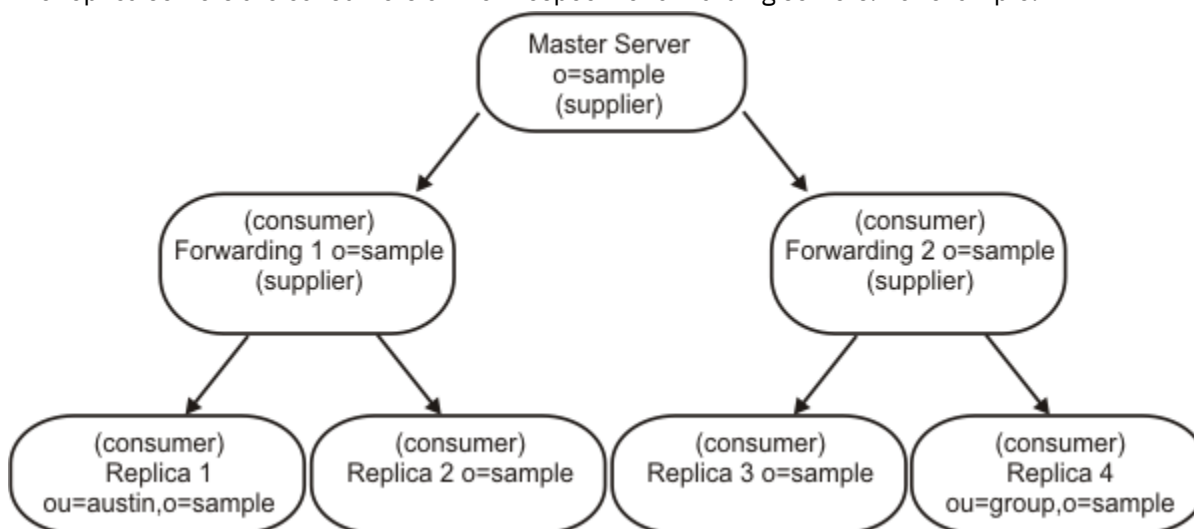 Master Server
o=sample
(supplier)
(consumer)
Forwarding 1 o=sample
(supplier)
(consumer)
Forwarding 2 o=sample
(supplier)
(consumer)
Replica 1
ou=austin,o=sample
(consumer)
Replica 2 o=sample
(consumer)
Replica 3 o=sample
(consumer)
Replica 4
ou=group,o=sample